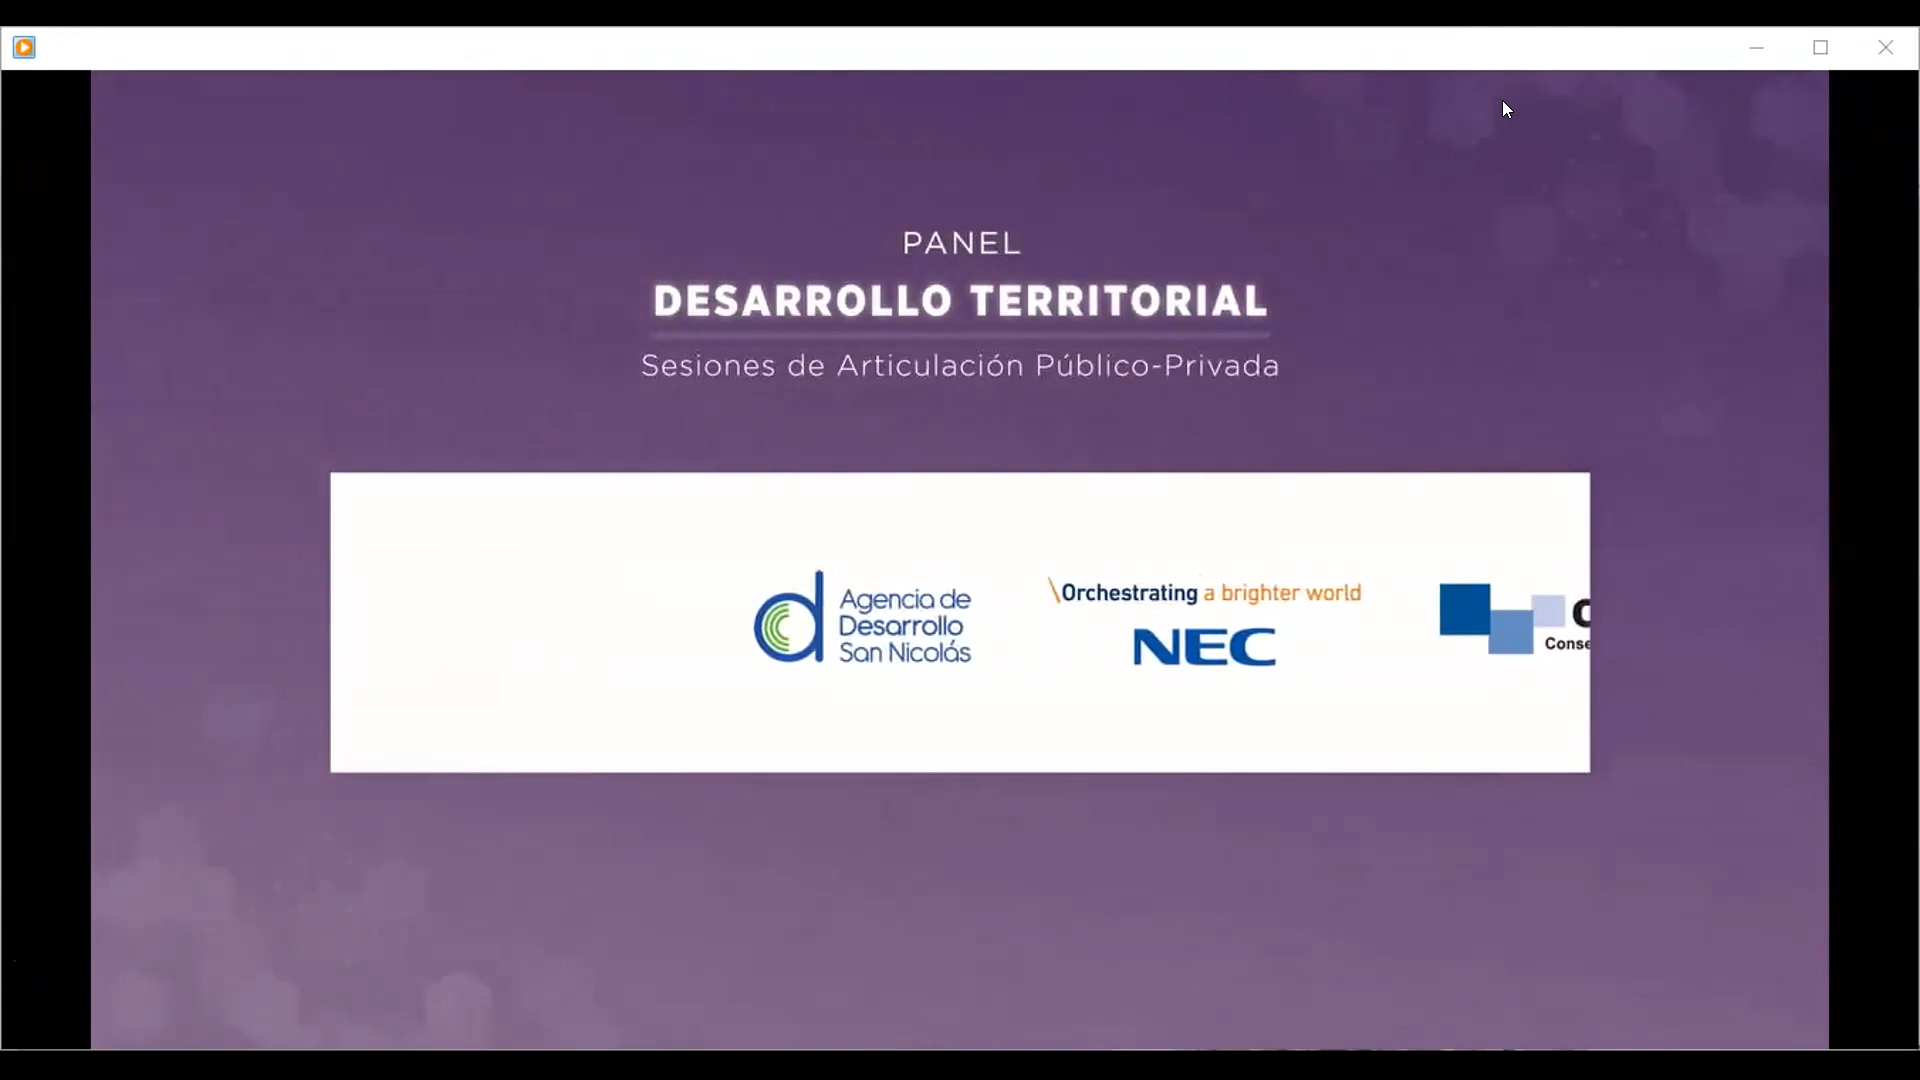 PANEL
DESARROLLO TERRITORIAL
Sesiones de Articulación Público-Privada
Agencia de
Desarrollo
San Nicolás
\Orchestrating a brighter world
NEC